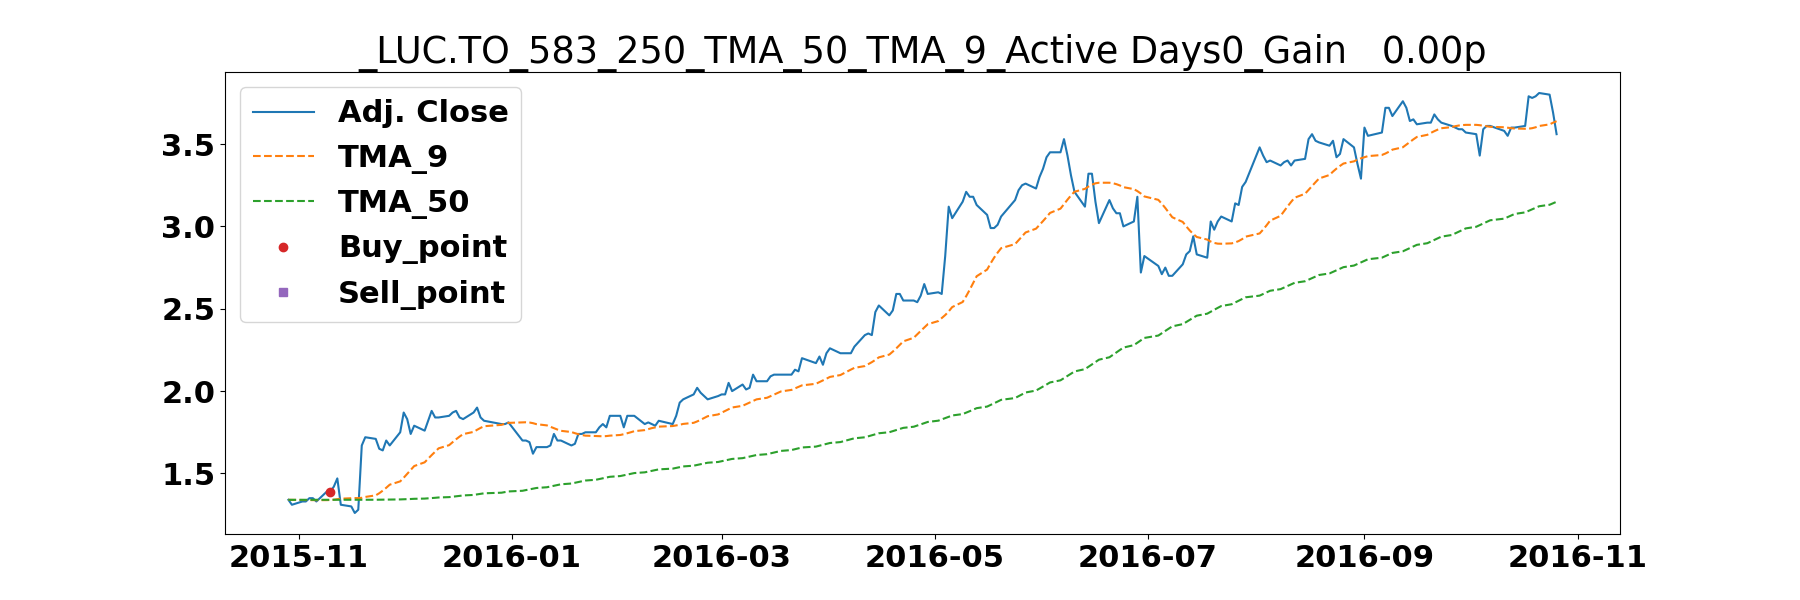 _LUC.TO_583_250_TMA_50_TMA_9_Active Days0_Gain   0.00p
Adj. Close
TMA_9
TMA_50
Buy_point
Sell_point
3.5
3.0
2.5
2.0
1.5
2015-11 2016-01 2016-03 2016-05 2016-07 2016-09 2016-11